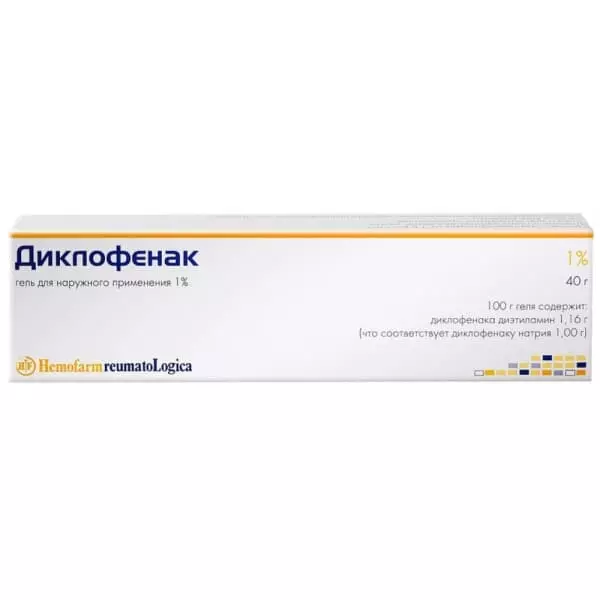 Диклофенак
гель для наружного применения 1%
1%
40 г
100 г геля содержит:
диклофенака диэтиламин 1,16 г
(что соответствует диклофенаку натрия 1,00 г)
HF Hemofarm reumatoLogica